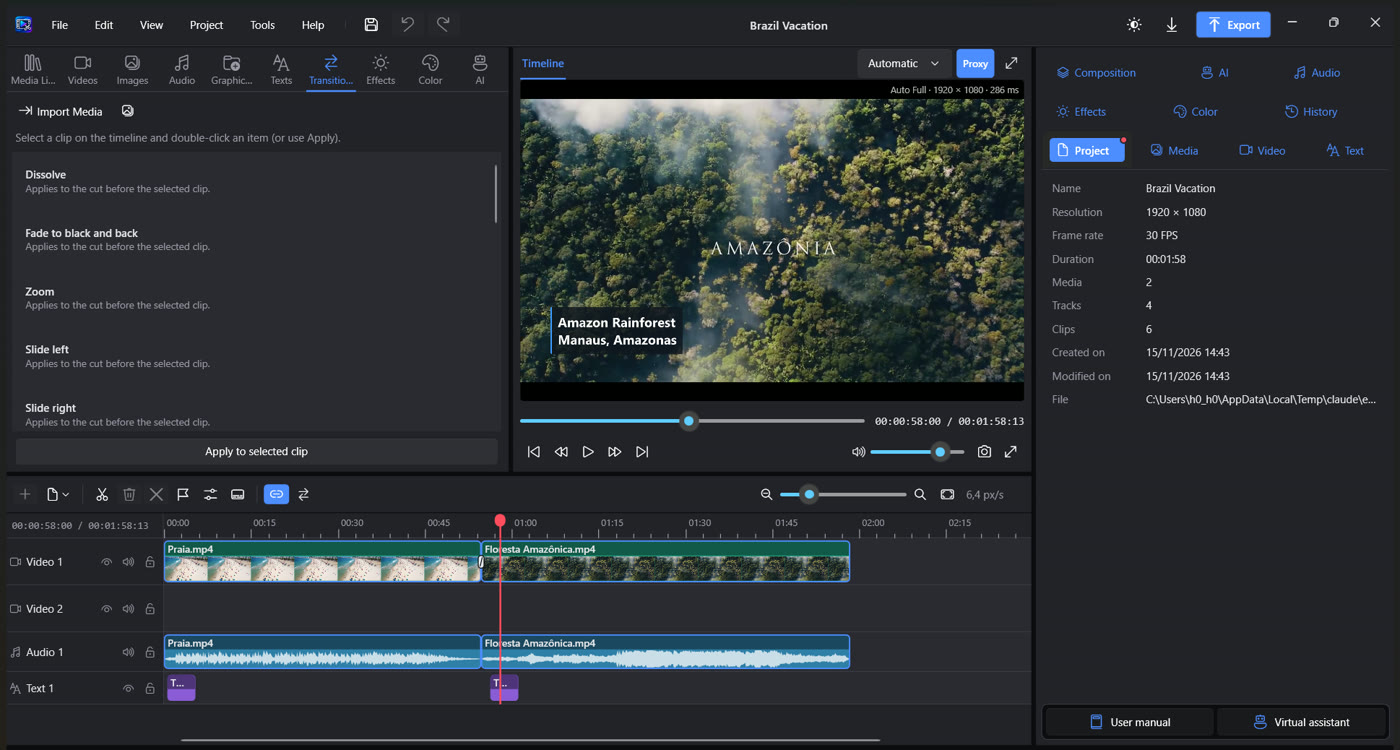 File Edit View Project Tools Help
Brazil Vacation
Export
Media Li... Videos Images Audio Graphic... Texts Transitio... Effects Color AI
Import Media
Select a clip on the timeline and double-click an item (or use Apply).
Dissolve
Applies to the cut before the selected clip.
Fade to black and back
Applies to the cut before the selected clip.
Zoom
Applies to the cut before the selected clip.
Slide left
Applies to the cut before the selected clip.
Slide right
Applies to the cut before the selected clip.
Apply to selected clip
Timeline
Automatic
Proxy
Auto Full · 1920 × 1080 · 286 ms
AMAZÔNIA
Amazon Rainforest
Manaus, Amazonas
00:00:58:00 / 00:01:58:13
Composition AI Audio
Effects Color History
Project Media Video Text
Name Brazil Vacation
Resolution 1920 × 1080
Frame rate 30 FPS
Duration 00:01:58
Media 2
Tracks 4
Clips 6
Created on 15/11/2026 14:43
Modified on 15/11/2026 14:43
File C:\Users\h0_h0\AppData\Local\Temp\claude\e...
User manual
Virtual assistant
6,4 px/s
00:00:58:00 / 00:01:58:13
00:00 00:15 00:30 00:45 01:00 01:15 01:30 01:45 02:00 02:15
Video 1
Praia.mp4
Floresta Amazônica.mp4
Video 2
Audio 1
Praia.mp4
Floresta Amazônica.mp4
Text 1
T...
T...